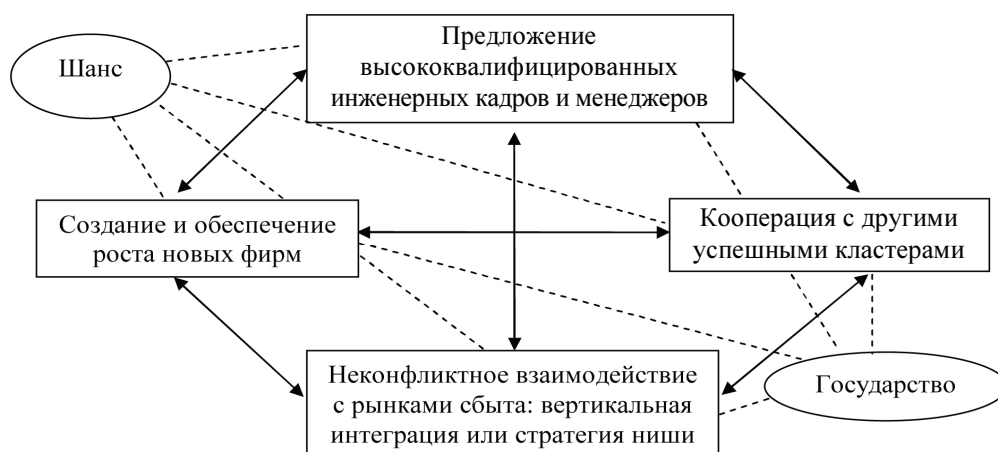 Шанс
Предложение
высококвалифицированных
инженерных кадров и менеджеров
Создание и обеспечение
роста новых фирм
Кооперация с другими
успешными кластерами
Неконфликтное взаимодействие
с рынками сбыта: вертикальная
интеграция или стратегия ниши
Государство